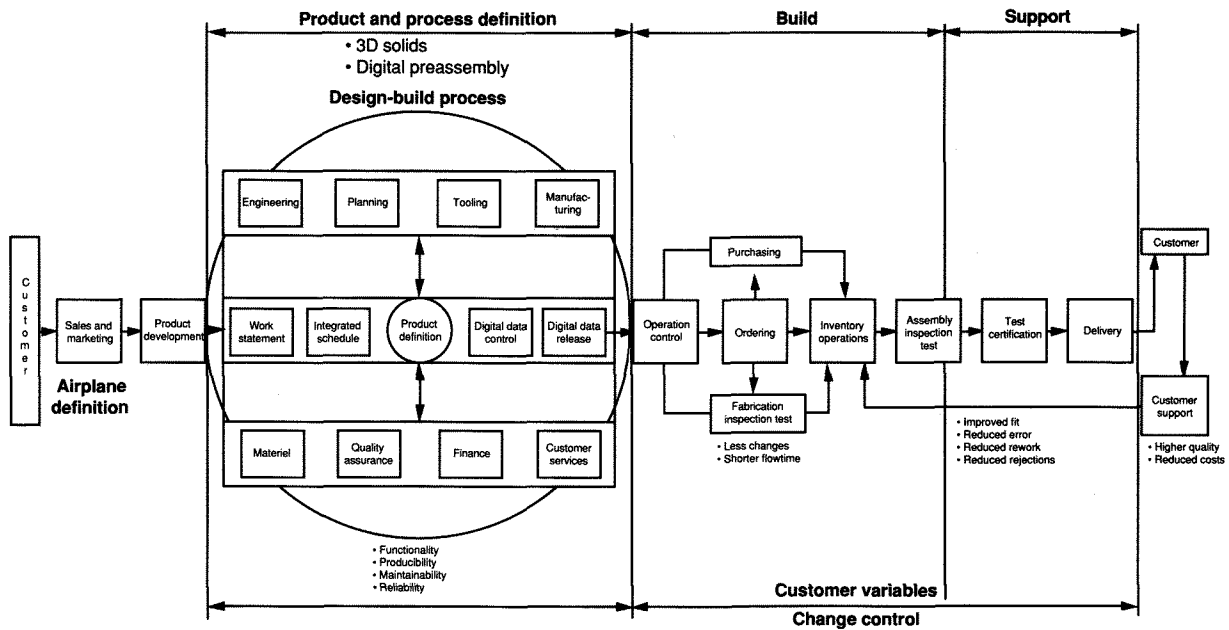 Product and process definition
Build
Support
• 3D solids
• Digital preassembly
Design-build process
Engineering
Planning
Tooling
Manufac-
turing
Customer
Sales and
marketing
Product
development
Airplane
definition
Work
statement
Integrated
schedule
Product
definition
Digital data
control
Digital data
release
Materiel
Quality
assurance
Finance
Customer
services
• Functionality
• Producibility
• Maintainability
• Reliability
Operation
control
Purchasing
Ordering
Fabrication
inspection test
• Less changes
• Shorter flowtime
Inventory
operations
Assembly
inspection
test
Test
certification
Delivery
Customer
Customer
support
• Improved fit
• Reduced error
• Reduced rework
• Reduced rejections
• Higher quality
• Reduced costs
Customer variables
Change control